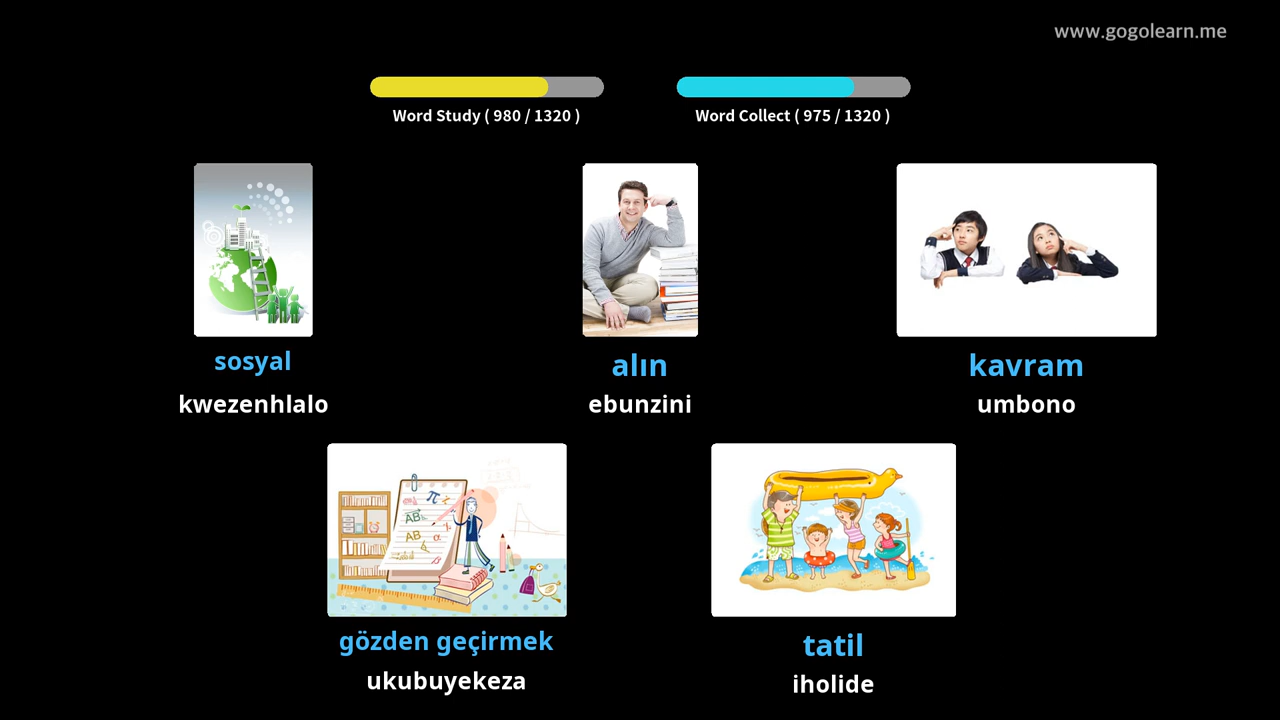 www.gogolearn.me
Word Study ( 980 / 1320 )
Word Collect ( 975 / 1320 )
sosyal
kwezenhlalo
alın
ebunzini
kavram
umbono
gözden geçirmek
ukubuyekeza
tatil
iholide